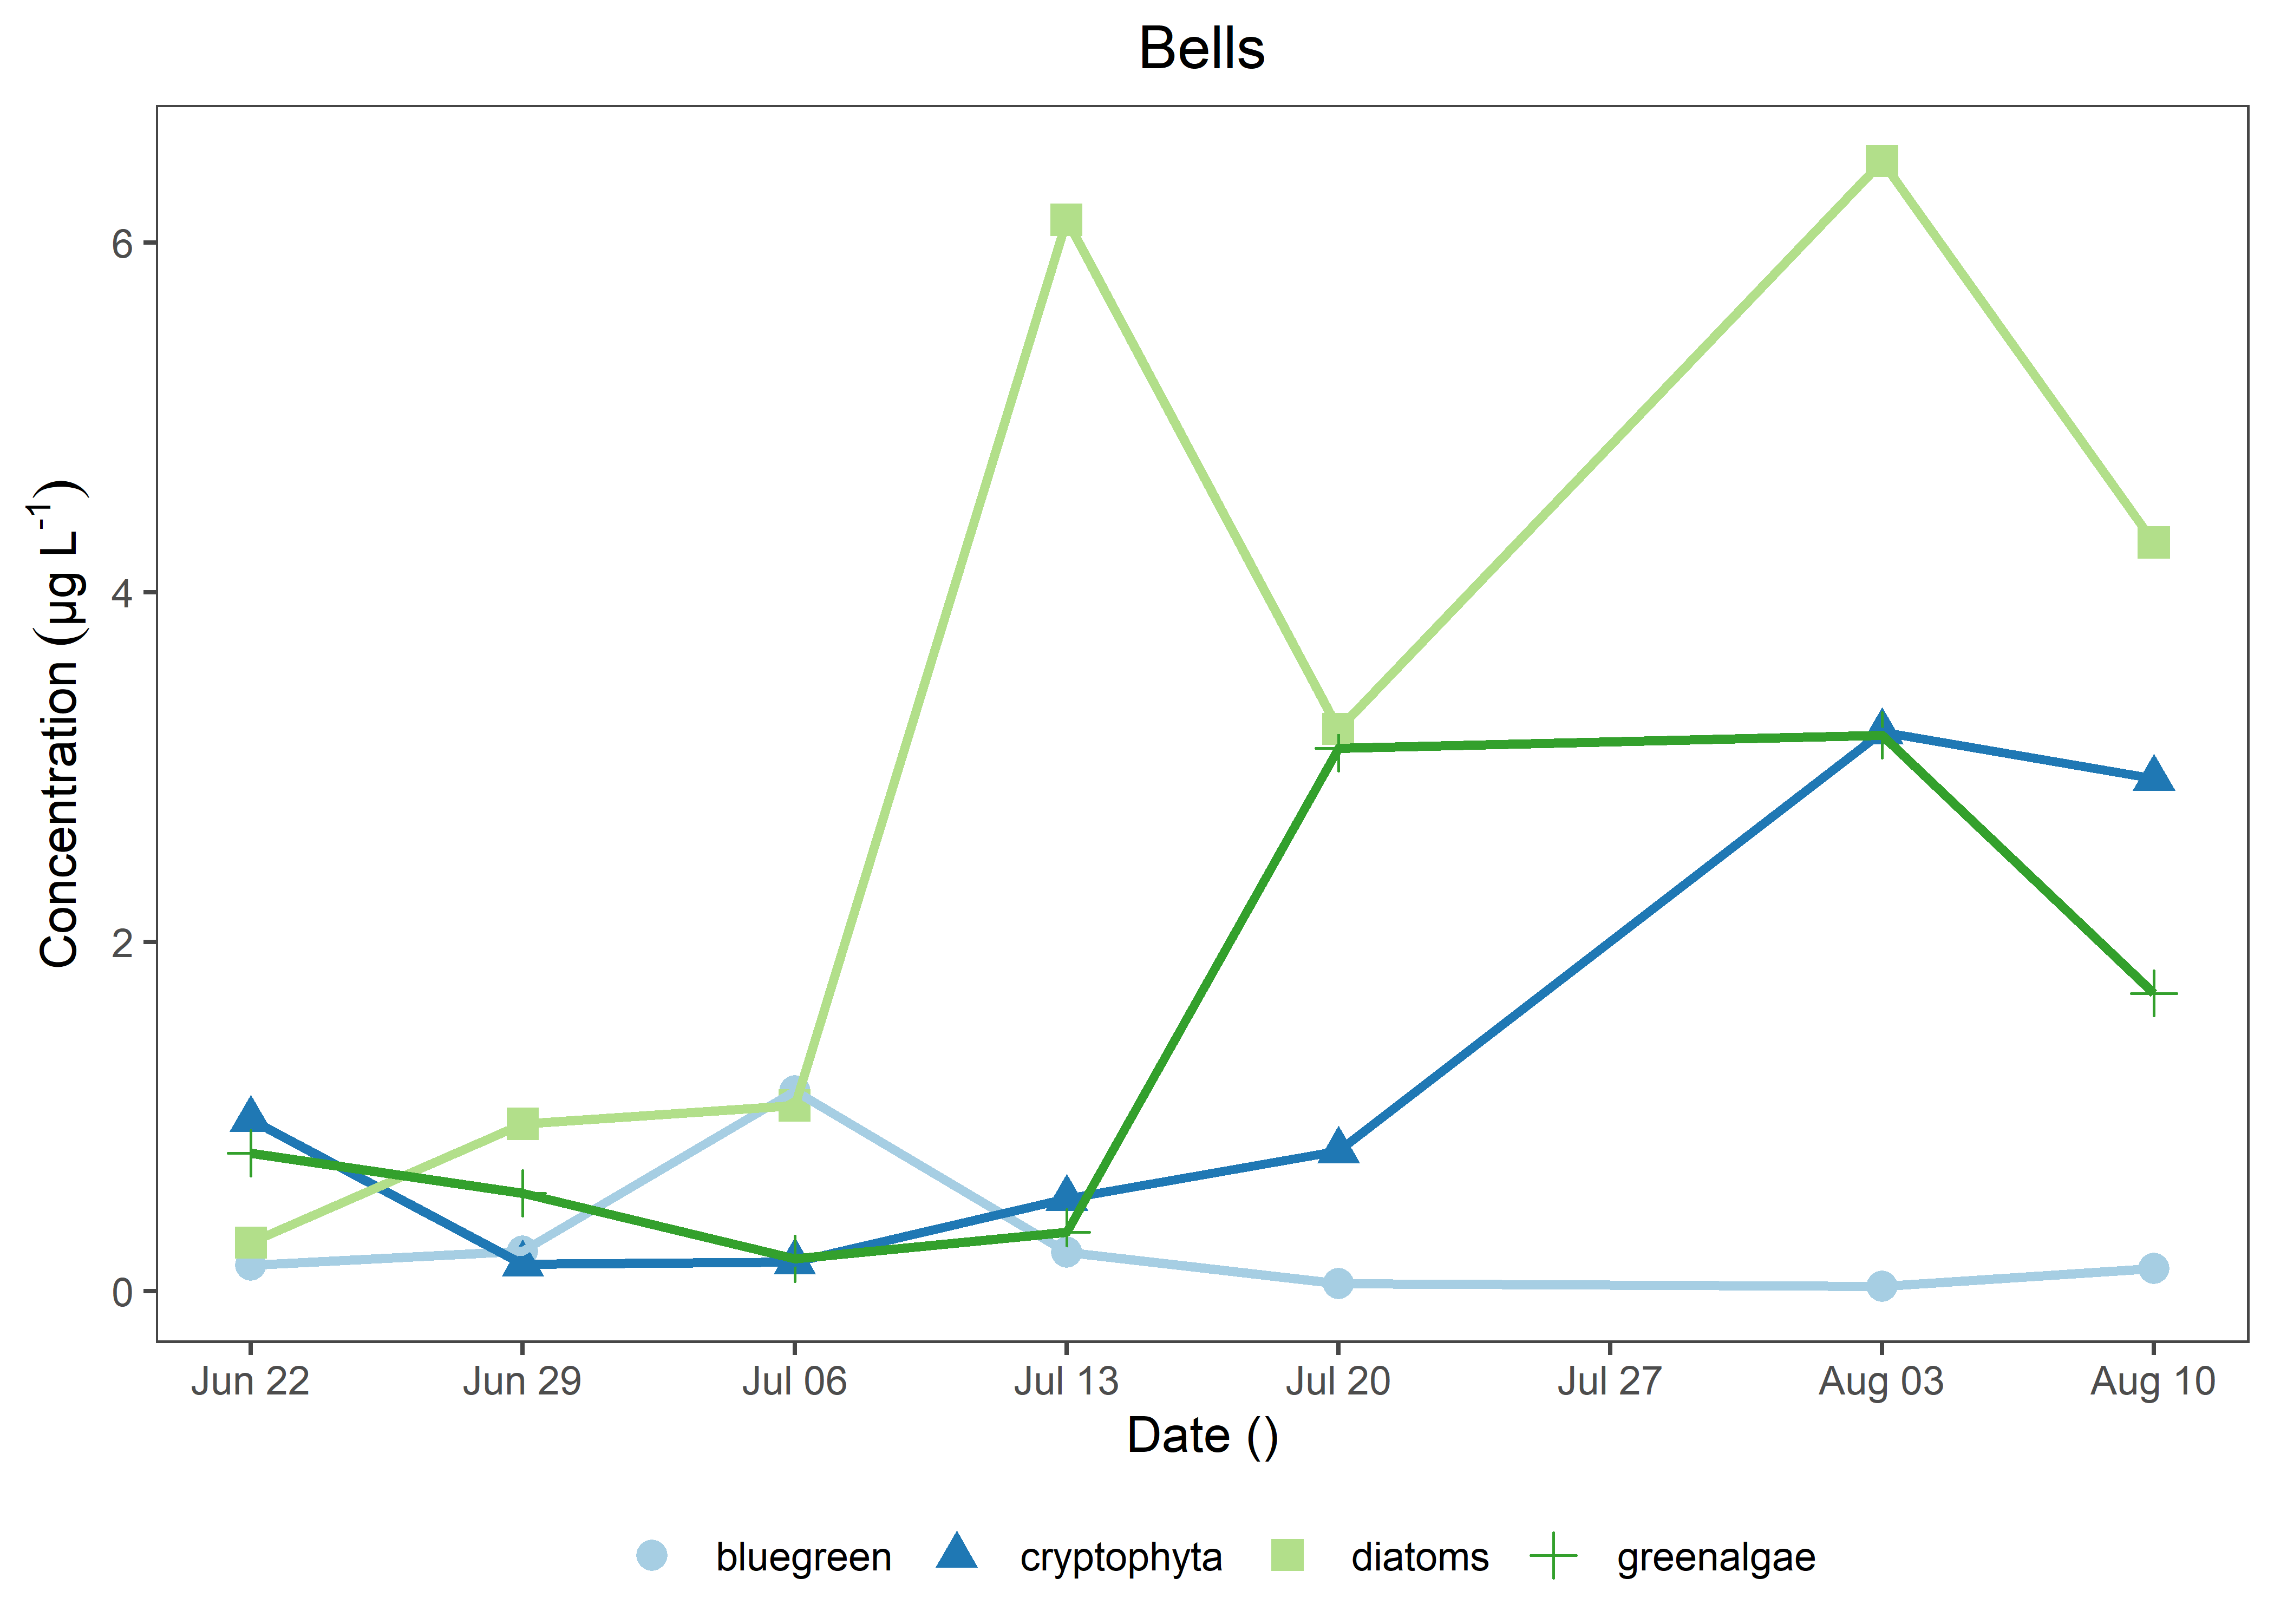 Bells
Concentration (µg L⁻¹)
6
4
2
0
Jun 22 Jun 29 Jul 06 Jul 13 Jul 20 Jul 27 Aug 03 Aug 10
Date ()
bluegreen cryptophyta diatoms greenalgae